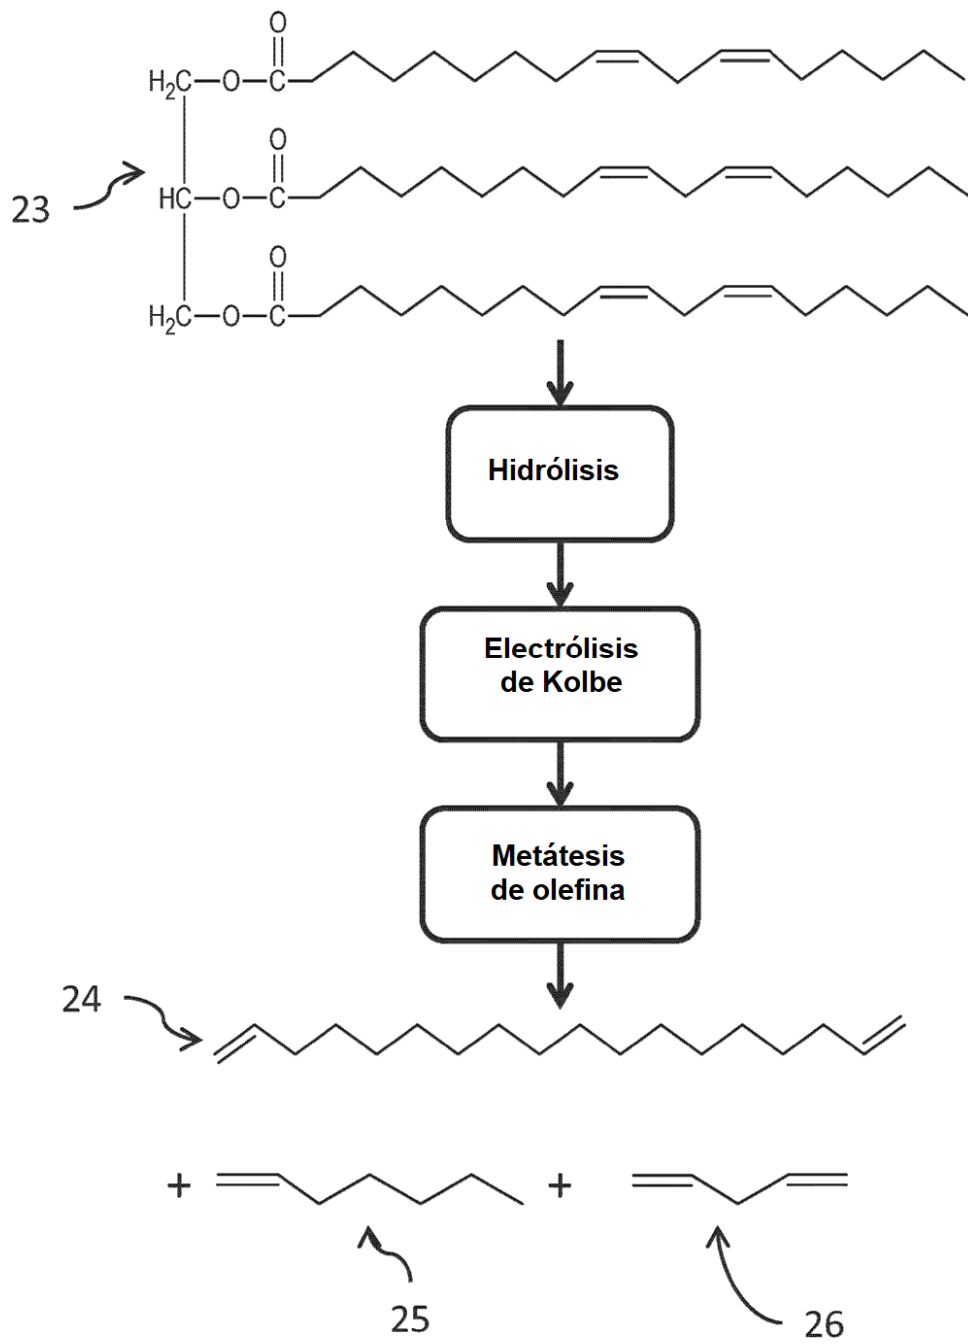 O
H₂C—O—C
O
23
HC—O—C
O
H₂C—O—C
Hidrólisis
Electrólisis
de Kolbe
Metátesis
de olefina
24
+ +
25
26